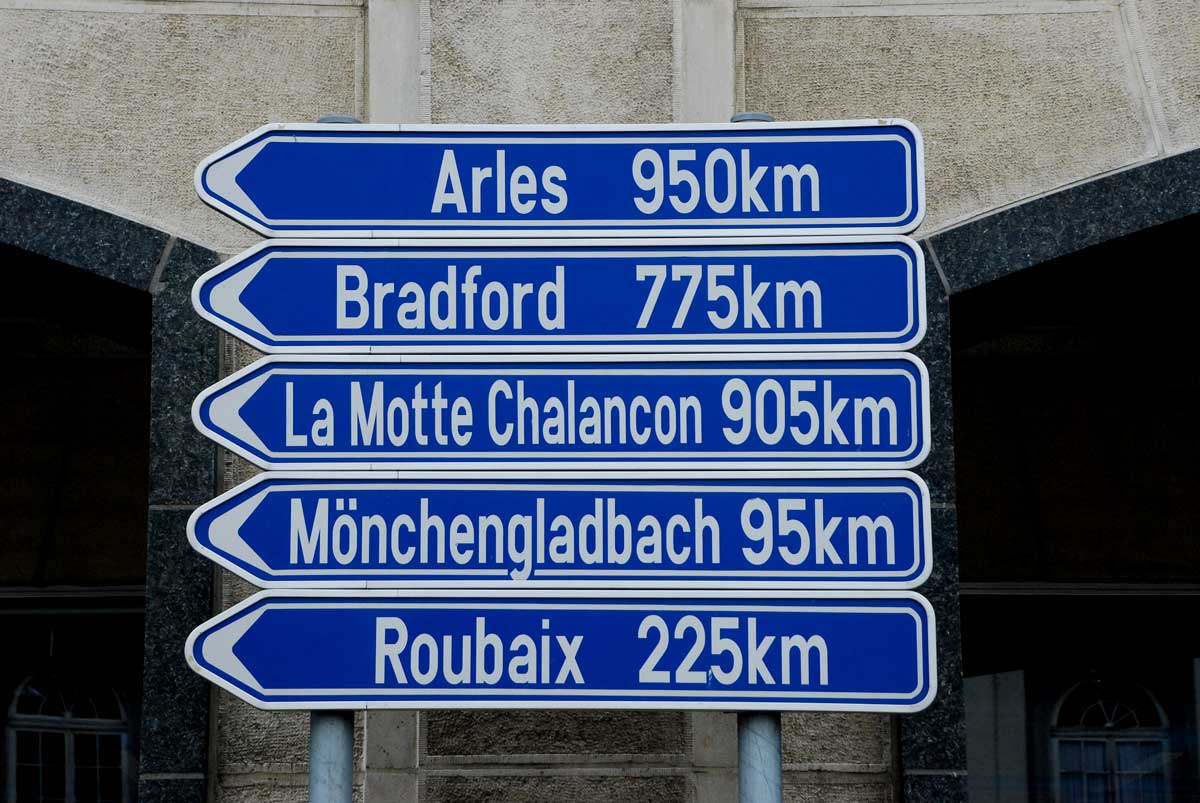 Arles 950km
Bradford 775km
La Motte Chalancon 905km
Mönchengladbach 95km
Roubaix 225km